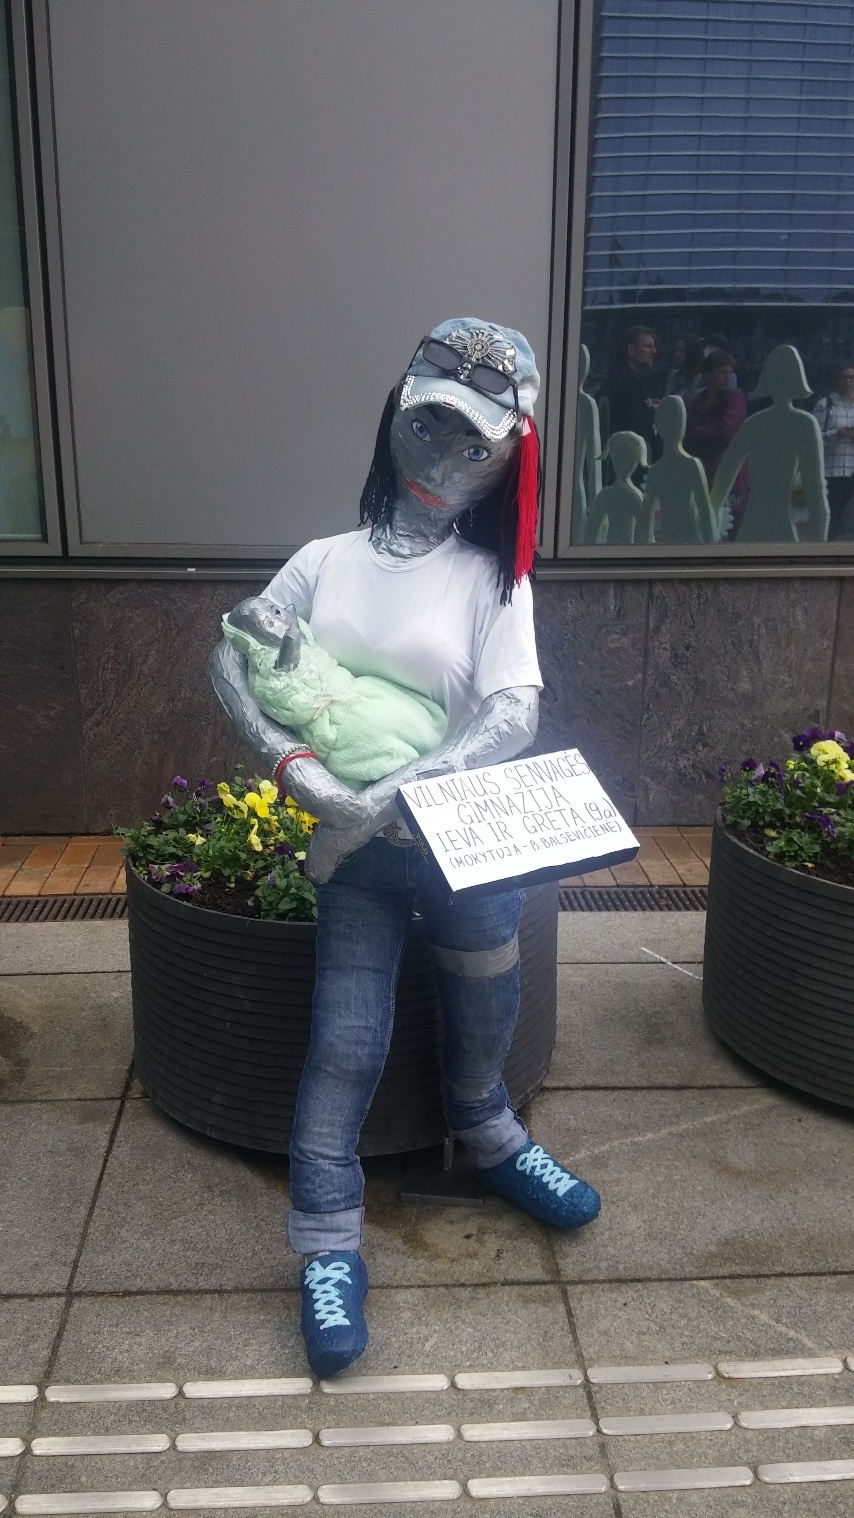 VILNIAUS SENVAGĖS
GIMNAZIJA
IEVA IR GRETA (9a)
(MOKYTOJA - B. BALSEVIČIENĖ)